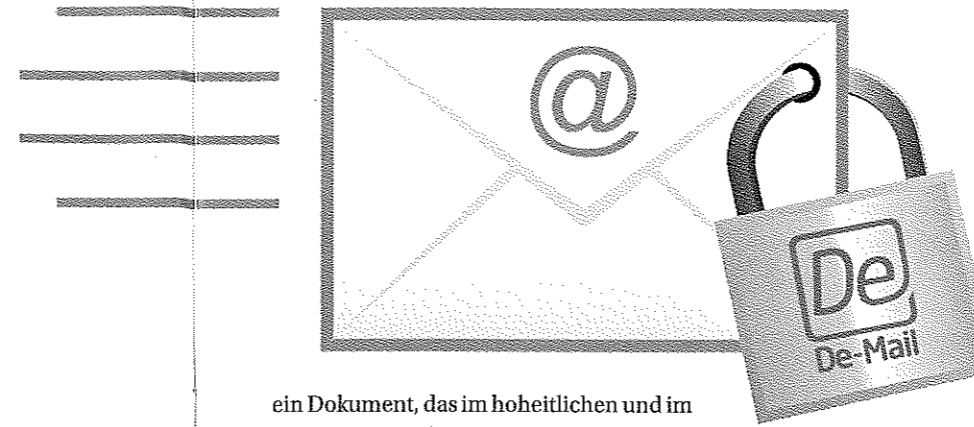 @
De
De-Mail
ein Dokument, das im hoheitlichen und im